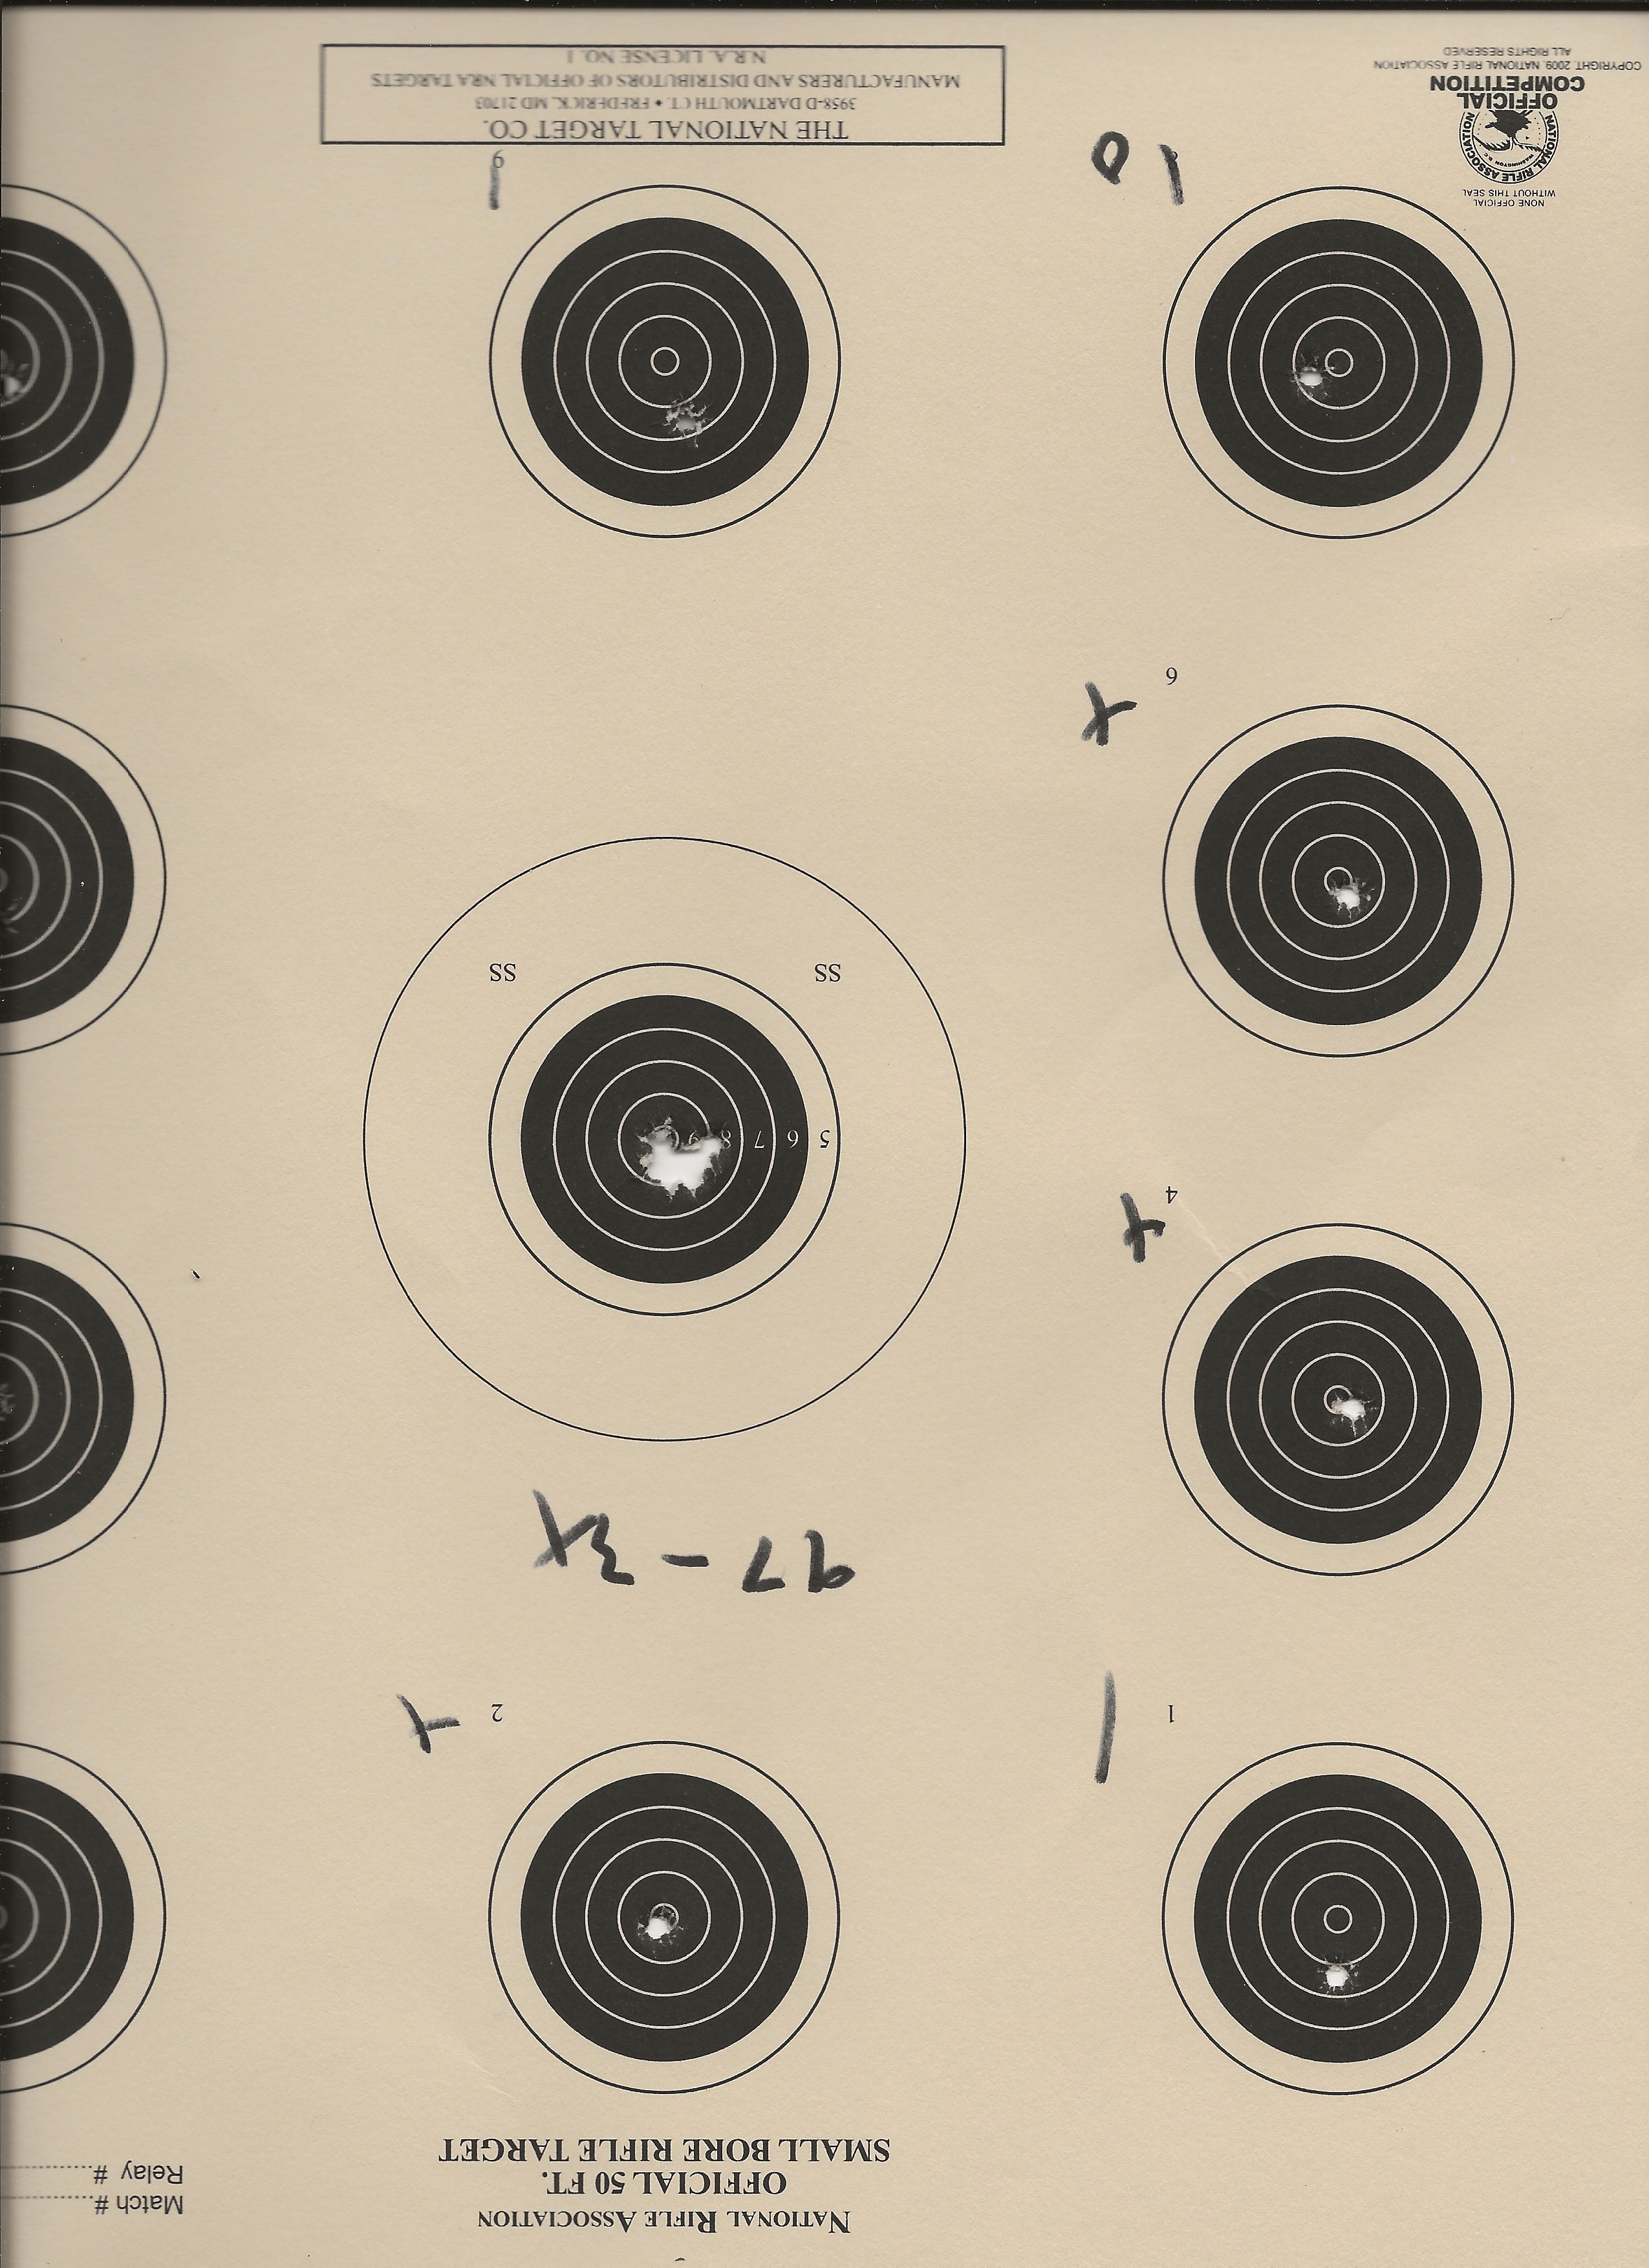 NATIONAL RIFLE ASSOCIATION
OFFICIAL 50 FT.
SMALL BORE RIFLE TARGET
Match #
Relay #
1
1
2
X
97 - 3X
4
X
5 6 7 8 9
SS SS
6
X
10
9
1
NONE OFFICIAL
WITHOUT THIS SEAL
NATIONAL RIFLE ASSOCIATION
WASHINGTON, D.C.
OFFICIAL
COMPETITION
COPYRIGHT 2009, NATIONAL RIFLE ASSOCIATION
ALL RIGHTS RESERVED
THE NATIONAL TARGET CO.
3958-D DARTMOUTH CT. • FREDERICK, MD 21703
MANUFACTURERS AND DISTRIBUTORS OF OFFICIAL NRA TARGETS
N.R.A. LICENSE NO. 1